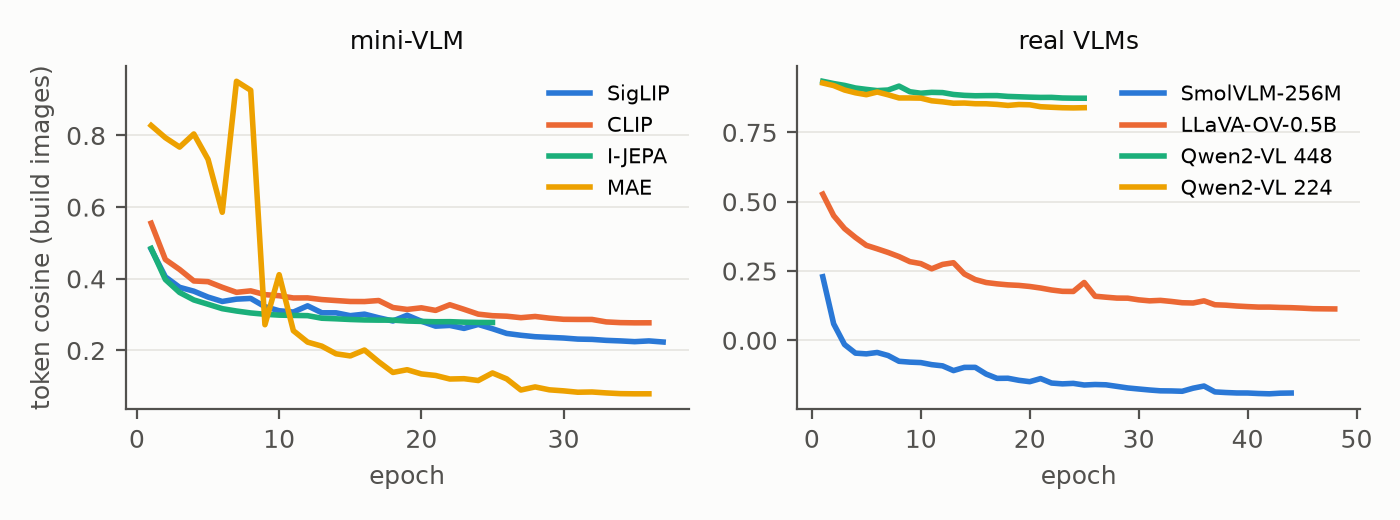 mini-VLM
token cosine (build images)
0.8
0.6
0.4
0.2
0 10 20 30
epoch
SigLIP
CLIP
I-JEPA
MAE
real VLMs
0.75
0.50
0.25
0.00
0 10 20 30 40 50
epoch
SmolVLM-256M
LLaVA-OV-0.5B
Qwen2-VL 448
Qwen2-VL 224